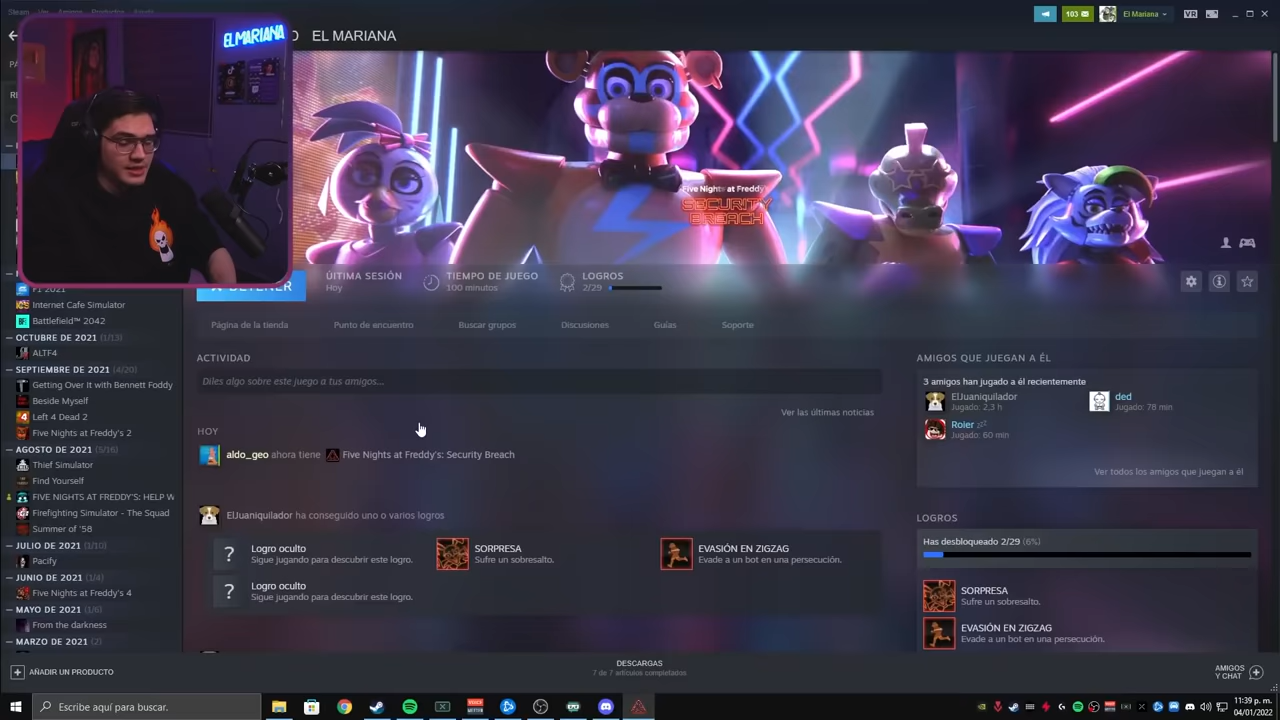 EL MARIANA
103
El Mariana
VR
EL MARIANA
Five Nights at Freddy's
SECURITY
BREACH
DETENER
ÚLTIMA SESIÓN
Hoy
TIEMPO DE JUEGO
100 minutos
LOGROS
2/29
Página de la tienda
Punto de encuentro
Buscar grupos
Discusiones
Guías
Soporte
F1 2021
Internet Cafe Simulator
Battlefield™ 2042
— OCTUBRE DE 2021 (1/13)
ALTF4
— SEPTIEMBRE DE 2021 (4/20)
Getting Over It with Bennett Foddy
Beside Myself
Left 4 Dead 2
Five Nights at Freddy's 2
— AGOSTO DE 2021 (5/16)
Thief Simulator
Find Yourself
FIVE NIGHTS AT FREDDY'S: HELP W
Firefighting Simulator - The Squad
Summer of '58
— JULIO DE 2021 (1/10)
Pacify
— JUNIO DE 2021 (1/4)
Five Nights at Freddy's 4
— MAYO DE 2021 (1/6)
From the darkness
— MARZO DE 2021 (2)
ACTIVIDAD
Diles algo sobre este juego a tus amigos...
Ver las últimas noticias
HOY
aldo_geo ahora tiene Five Nights at Freddy's: Security Breach
ElJuaniquilador ha conseguido uno o varios logros
Logro oculto
Sigue jugando para descubrir este logro.
SORPRESA
Sufre un sobresalto.
EVASIÓN EN ZIGZAG
Evade a un bot en una persecución.
Logro oculto
Sigue jugando para descubrir este logro.
AMIGOS QUE JUEGAN A ÉL
3 amigos han jugado a él recientemente
ElJuaniquilador
Jugado: 2,3 h
ded
Jugado: 78 min
Roier
Jugado: 60 min
Ver todos los amigos que juegan a él
LOGROS
Has desbloqueado 2/29 (6%)
SORPRESA
Sufre un sobresalto.
EVASIÓN EN ZIGZAG
Evade a un bot en una persecución.
AÑADIR UN PRODUCTO
DESCARGAS
7 de 7 artículos completados
AMIGOS
Y CHAT
Escribe aquí para buscar.
11:39 p. m.
04/01/2022